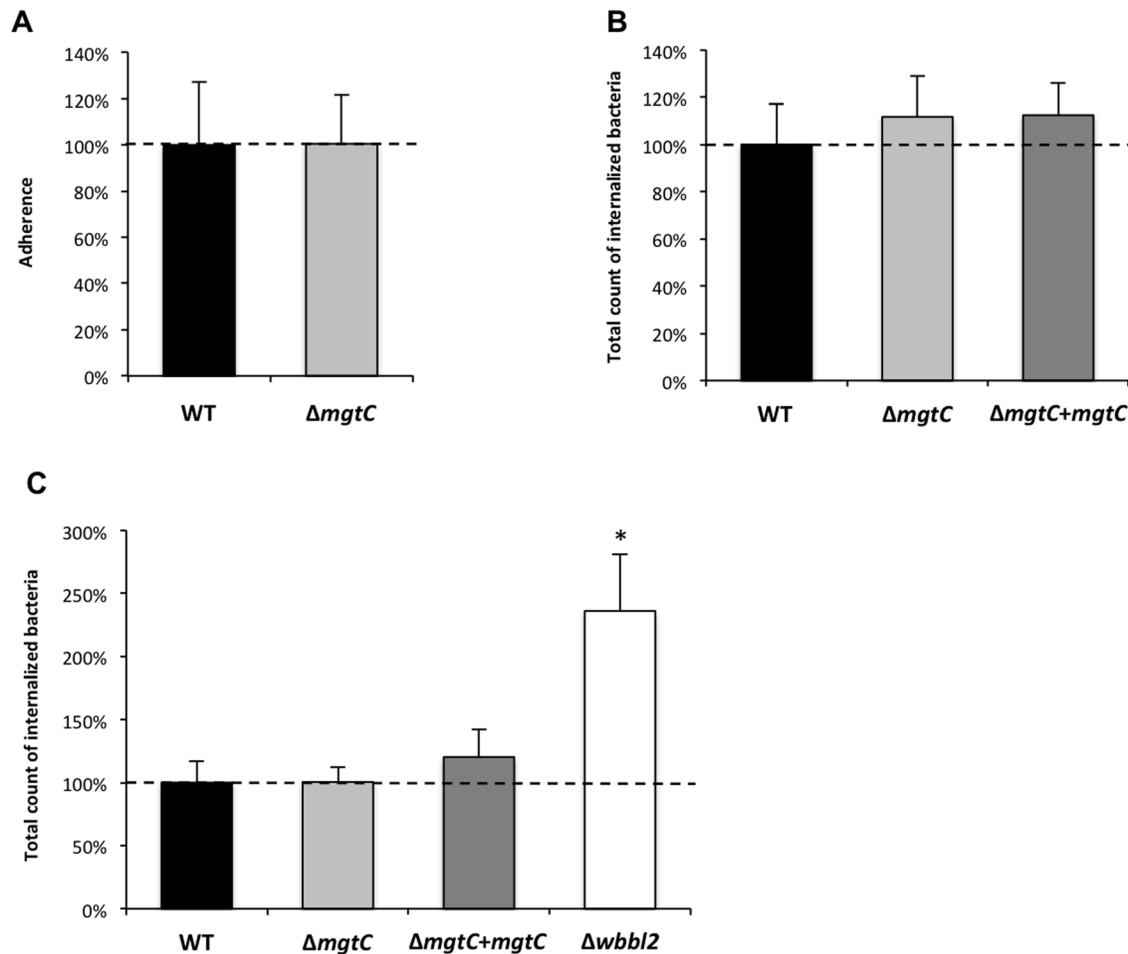 A
140%
120%
100%
80%
60%
40%
20%
0%
Adherence
WT
ΔmgtC
B
140%
120%
100%
80%
60%
40%
20%
0%
Total count of internalized bacteria
WT
ΔmgtC
ΔmgtC+mgtC
C
300%
250%
200%
150%
100%
50%
0%
Total count of internalized bacteria
*
WT
ΔmgtC
ΔmgtC+mgtC
Δwbbl2